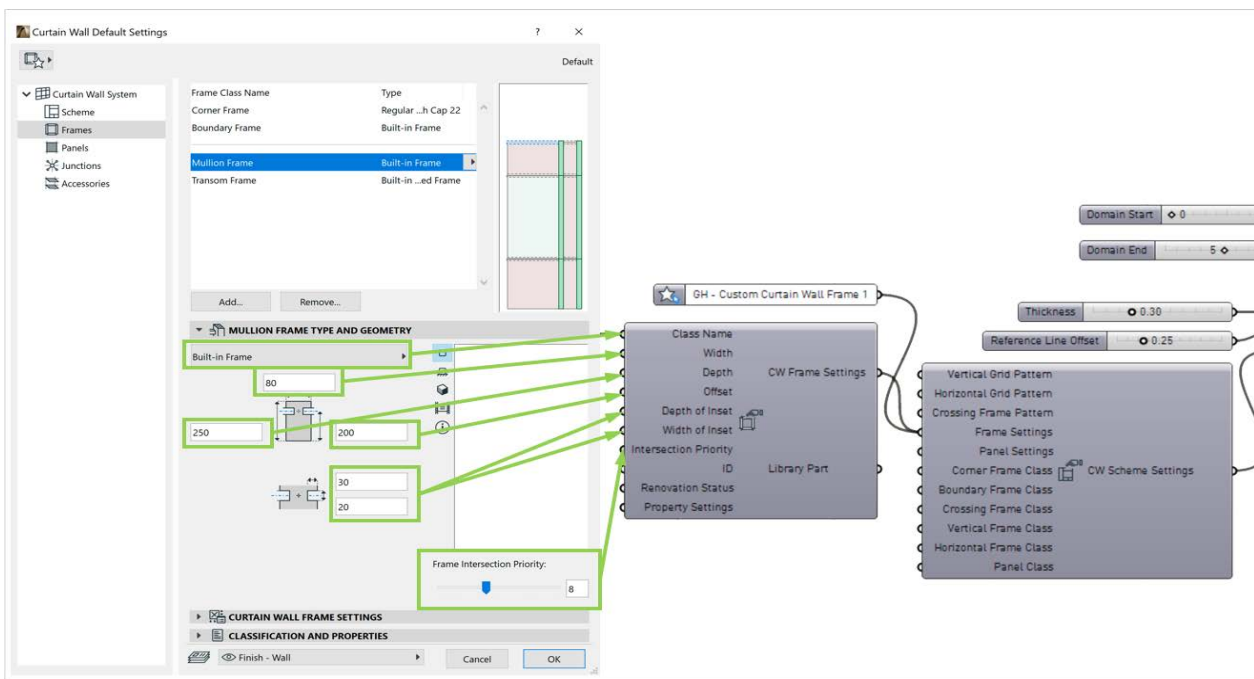 Curtain Wall Default Settings
?
×
Default
Curtain Wall System
Scheme
Frames
Panels
Junctions
Accessories
Frame Class Name Type
Corner Frame Regular ...h Cap 22
Boundary Frame Built-in Frame
Mullion Frame Built-in Frame
Transom Frame Built-in ...ed Frame
Add... Remove...
MULLION FRAME TYPE AND GEOMETRY
Built-in Frame
80
250
200
30
20
Frame Intersection Priority:
8
CURTAIN WALL FRAME SETTINGS
CLASSIFICATION AND PROPERTIES
Finish - Wall
Cancel
OK
GH - Custom Curtain Wall Frame 1
Class Name
Width
Depth
Offset
Depth of Inset
Width of Inset
Intersection Priority
ID
Renovation Status
Property Settings
CW Frame Settings
Library Part
Domain Start 0
Domain End 5
Thickness 0.30
Reference Line Offset 0.25
Vertical Grid Pattern
Horizontal Grid Pattern
Crossing Frame Pattern
Frame Settings
Panel Settings
Corner Frame Class
Boundary Frame Class
Crossing Frame Class
Vertical Frame Class
Horizontal Frame Class
Panel Class
CW Scheme Settings